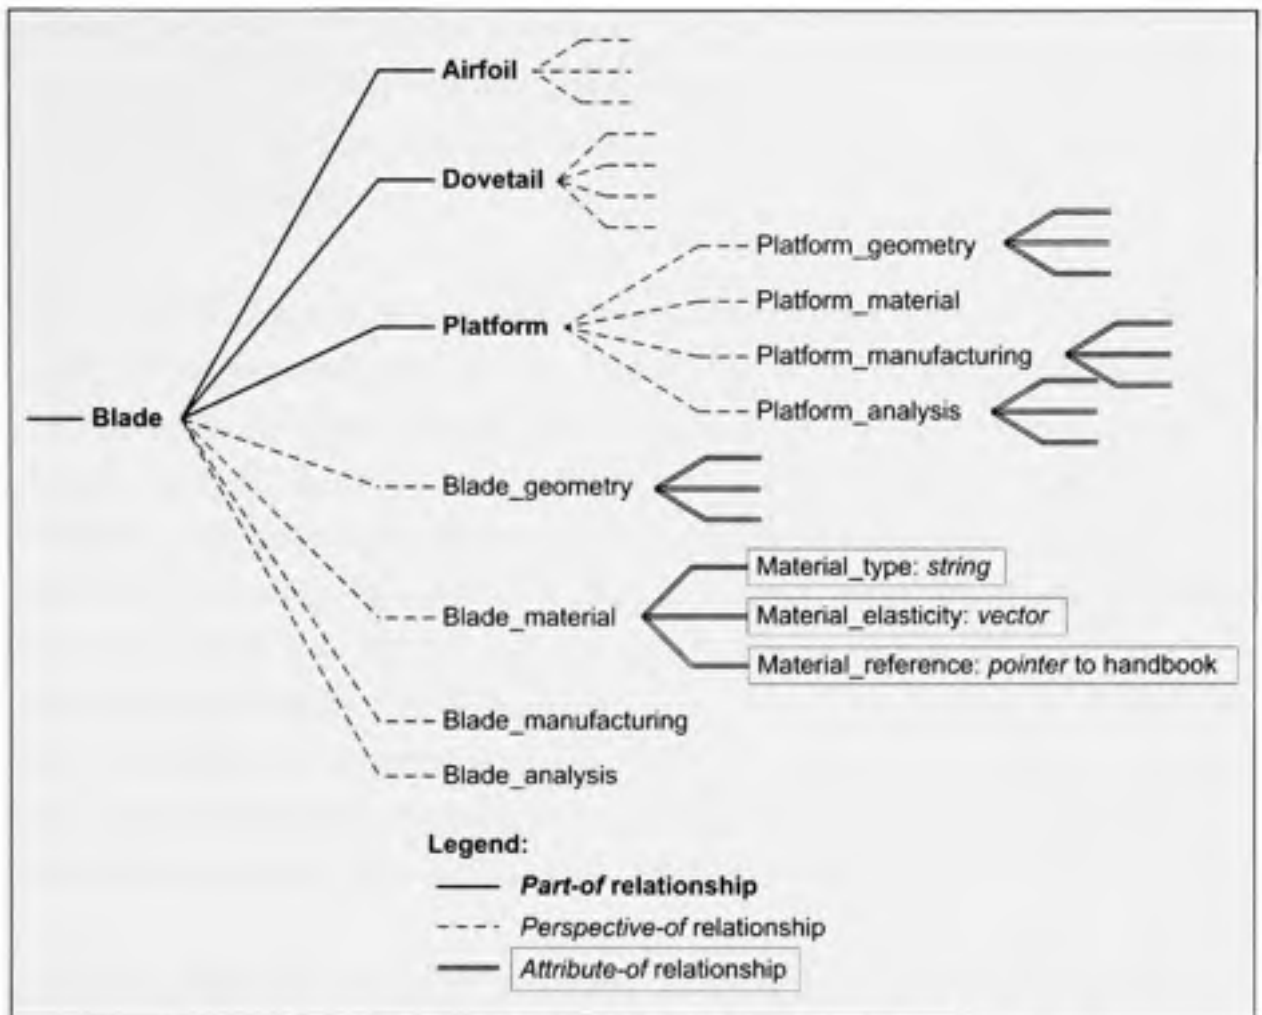 Airfoil
Dovetail
Platform_geometry
Platform_material
Platform
Platform_manufacturing
Platform_analysis
Blade
Blade_geometry
Material_type: string
Blade_material
Material_elasticity: vector
Material_reference: pointer to handbook
Blade_manufacturing
Blade_analysis
Legend:
Part-of relationship
Perspective-of relationship
Attribute-of relationship